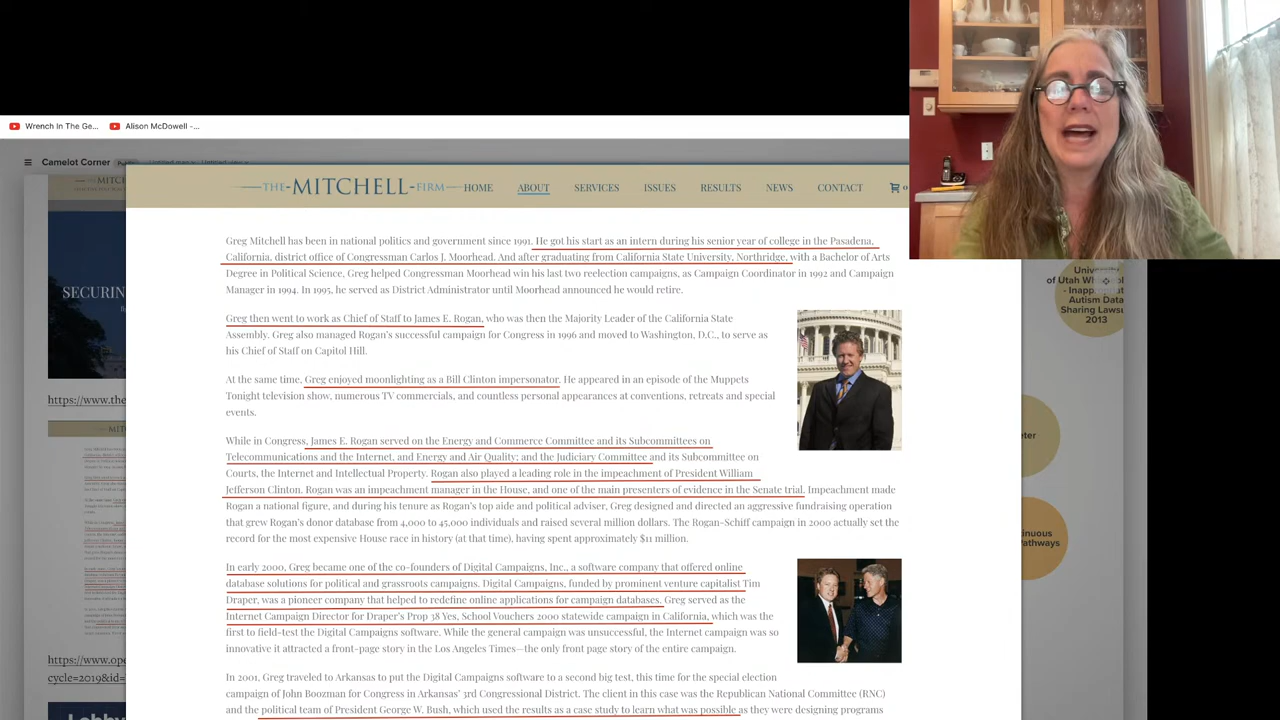 Wrench In The Ge...
Alison McDowell -...
Camelot Corner
THE MITCHELL FIRM
HOME
ABOUT
SERVICES
ISSUES
RESULTS
NEWS
CONTACT
0
Greg Mitchell has been in national politics and government since 1991. He got his start as an intern during his senior year of college in the Pasadena,
California, district office of Congressman Carlos J. Moorhead. And after graduating from California State University, Northridge, with a Bachelor of Arts
Degree in Political Science, Greg helped Congressman Moorhead win his last two reelection campaigns, as Campaign Coordinator in 1992 and Campaign
Manager in 1994. In 1995, he served as District Administrator until Moorhead announced he would retire.
Greg then went to work as Chief of Staff to James E. Rogan, who was then the Majority Leader of the California State
Assembly. Greg also managed Rogan's successful campaign for Congress in 1996 and moved to Washington, D.C., to serve as
his Chief of Staff on Capitol Hill.
At the same time, Greg enjoyed moonlighting as a Bill Clinton impersonator. He appeared in an episode of the Muppets
Tonight television show, numerous TV commercials, and countless personal appearances at conventions, retreats and special
events.
While in Congress, James E. Rogan served on the Energy and Commerce Committee and its Subcommittees on
Telecommunications and the Internet, and Energy and Air Quality; and the Judiciary Committee and its Subcommittee on
Courts, the Internet and Intellectual Property. Rogan also played a leading role in the impeachment of President William
Jefferson Clinton. Rogan was an impeachment manager in the House, and one of the main presenters of evidence in the Senate trial. Impeachment made
Rogan a national figure, and during his tenure as Rogan's top aide and political adviser, Greg designed and directed an aggressive fundraising operation
that grew Rogan's donor database from 4,000 to 45,000 individuals and raised several million dollars. The Rogan-Schiff campaign in 2000 actually set the
record for the most expensive House race in history (at that time), having spent approximately $11 million.
In early 2000, Greg became one of the co-founders of Digital Campaigns, Inc., a software company that offered online
database solutions for political and grassroots campaigns. Digital Campaigns, funded by prominent venture capitalist Tim
Draper, was a pioneer company that helped to redefine online applications for campaign databases. Greg served as the
Internet Campaign Director for Draper's Prop 38 Yes, School Vouchers 2000 statewide campaign in California, which was the
first to field-test the Digital Campaigns software. While the general campaign was unsuccessful, the Internet campaign was so
innovative it attracted a front-page story in the Los Angeles Times—the only front page story of the entire campaign.
In 2001, Greg traveled to Arkansas to put the Digital Campaigns software to a second big test, this time for the special election
campaign of John Boozman for Congress in Arkansas' 3rd Congressional District. The client in this case was the Republican National Committee (RNC)
and the political team of President George W. Bush, which used the results as a case study to learn what was possible as they were designing programs
SECURIN
https://www.the
https://www.ope
cycle=2019&id=
Lobby
Univer
of Utah Whi
- Inapp
Autism Data
Sharing Laws
2013
eter
inuous
Pathways